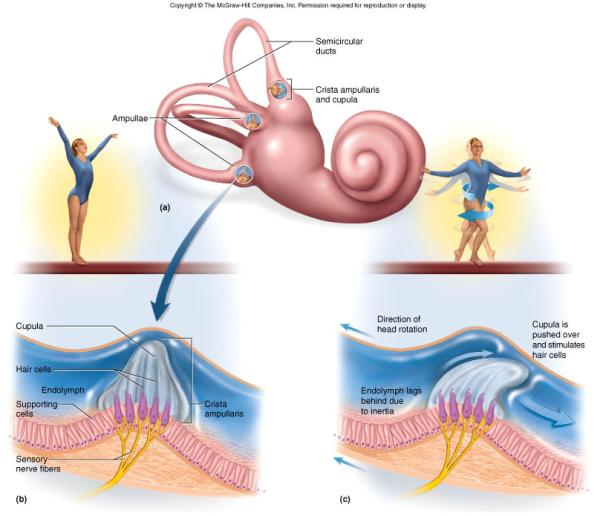 Copyright © The McGraw-Hill Companies, Inc. Permission required for reproduction or display.
Semicircular
ducts
Crista ampullaris
and cupula
Ampullae
(a)
Cupula
Hair cells
Endolymph
Supporting
cells
Crista
ampullaris
Sensory
nerve fibers
(b)
Direction of
head rotation
Cupula is
pushed over
and stimulates
hair cells
Endolymph lags
behind due
to inertia
(c)